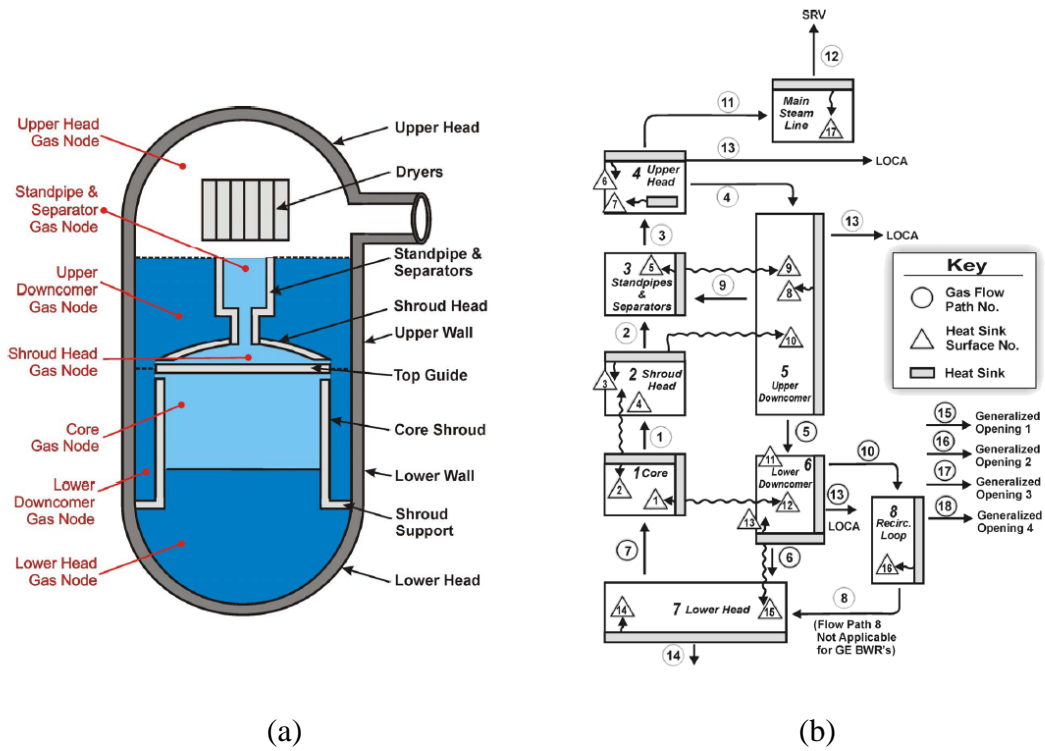 Upper Head
Gas Node
Standpipe &
Separator
Gas Node
Upper
Downcomer
Gas Node
Shroud Head
Gas Node
Core
Gas Node
Lower
Downcomer
Gas Node
Lower Head
Gas Node
Upper Head
Dryers
Standpipe &
Separators
Shroud Head
Upper Wall
Top Guide
Core Shroud
Lower Wall
Shroud
Support
Lower Head
(a)
SRV
12
11
Main
Steam
Line
17
13
LOCA
4 Upper
Head
6
7
4
3
13
LOCA
3
Standpipes
&
Separators
5
9
9
8
10
5
Upper
Downcomer
2
2 Shroud
Head
3
4
1
5
1 Core
2
1
11
6
Lower
Downcomer
12
13
10
13
LOCA
8
Recirc.
Loop
16
7
6
7 Lower Head
14
15
8
(Flow Path 8
Not Applicable
for GE BWR's)
14
Key
Gas Flow
Path No.
Heat Sink
Surface No.
Heat Sink
15
Generalized
Opening 1
16
Generalized
Opening 2
17
Generalized
Opening 3
18
Generalized
Opening 4
(b)